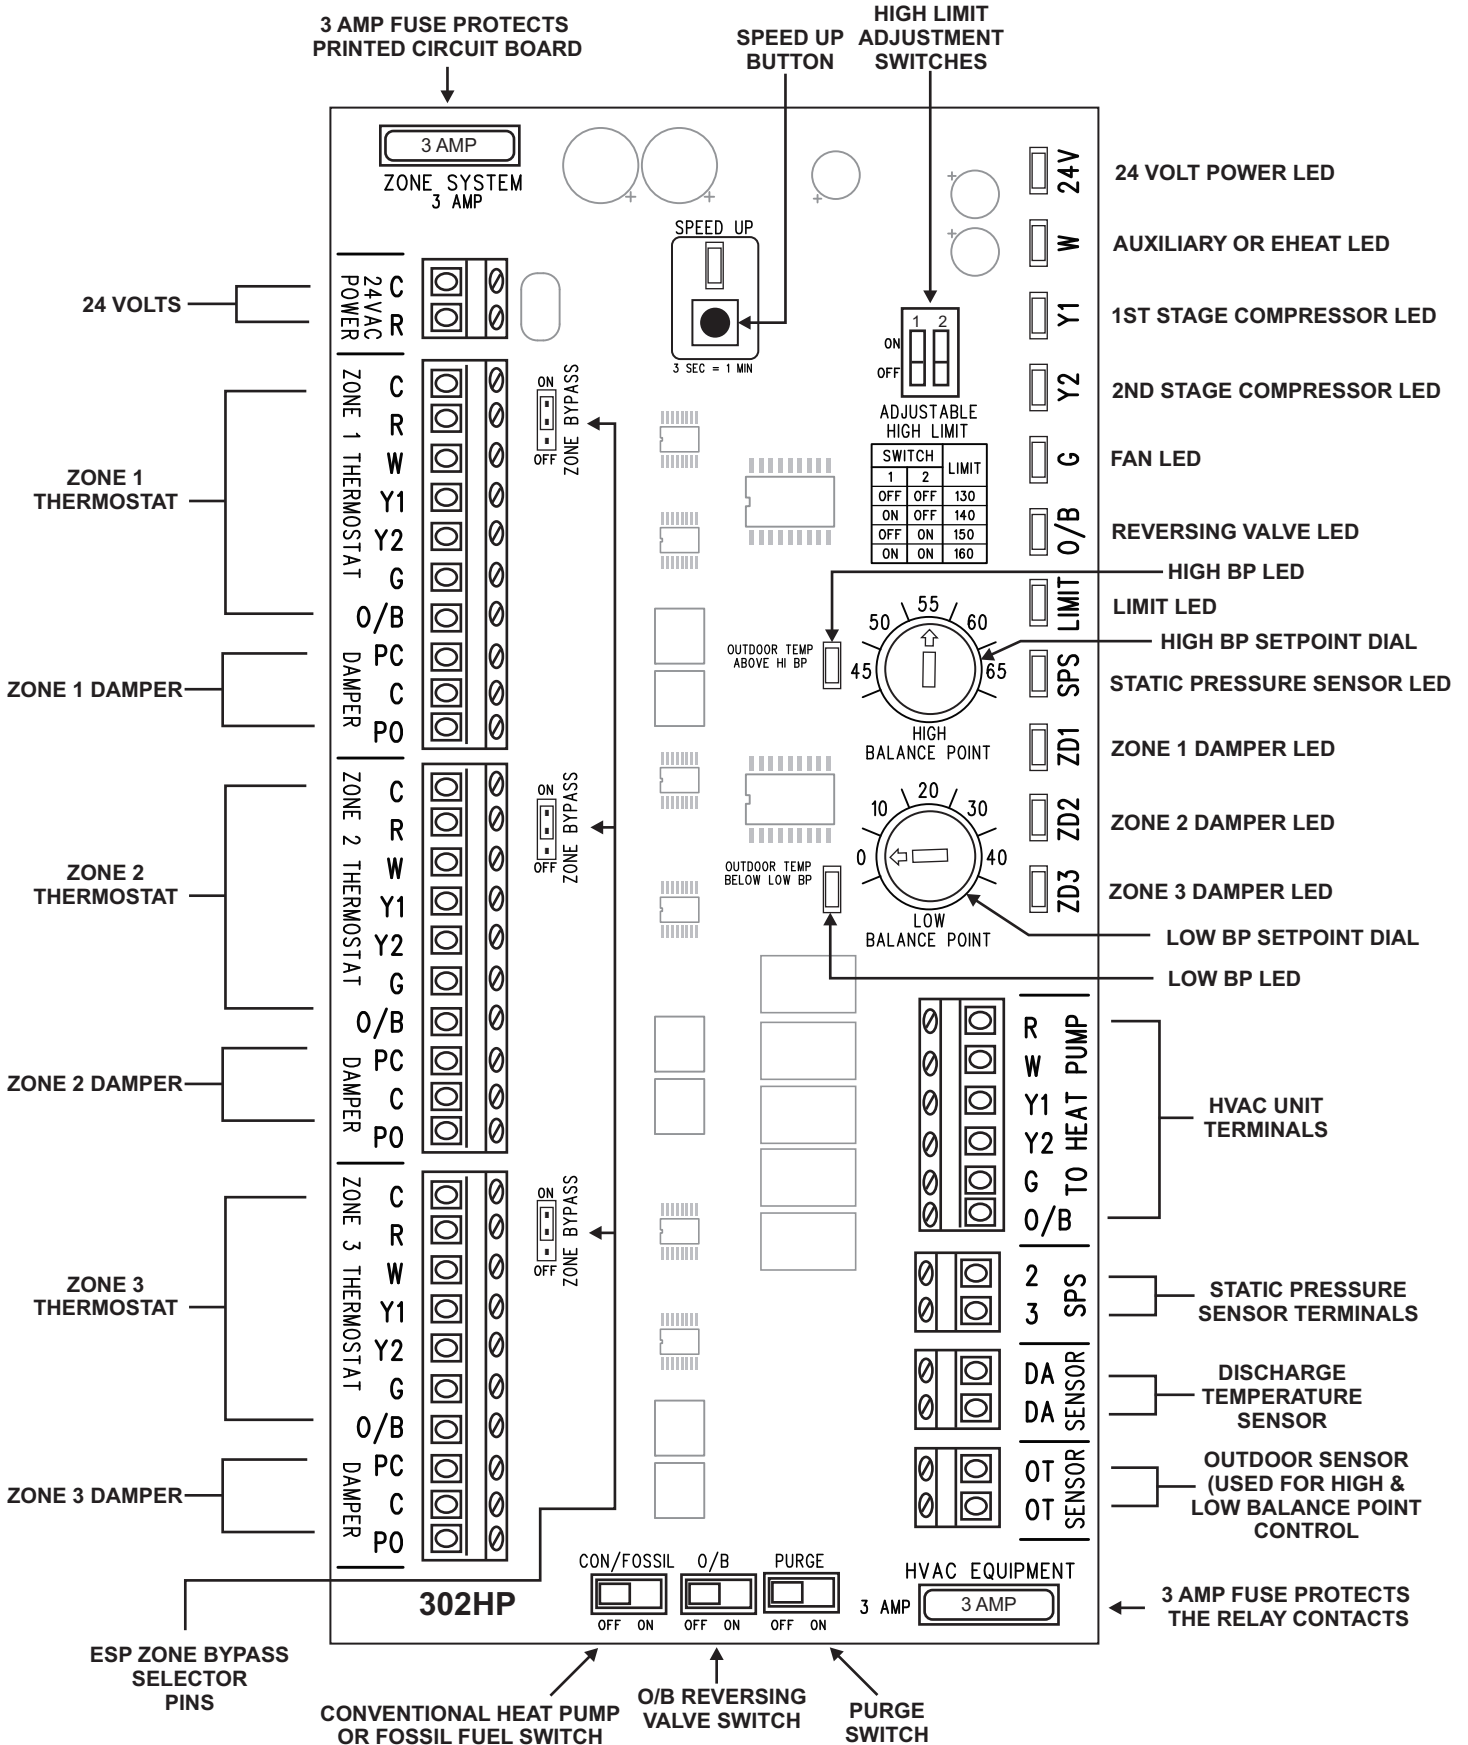 3 AMP FUSE PROTECTS
PRINTED CIRCUIT BOARD
SPEED UP
BUTTON
HIGH LIMIT
ADJUSTMENT
SWITCHES
3 AMP
ZONE SYSTEM
3 AMP
SPEED UP
3 SEC = 1 MIN
24V
24 VOLT POWER LED
W
AUXILIARY OR EHEAT LED
Y1
1ST STAGE COMPRESSOR LED
Y2
2ND STAGE COMPRESSOR LED
G
FAN LED
O/B
REVERSING VALVE LED
HIGH BP LED
LIMIT
LIMIT LED
HIGH BP SETPOINT DIAL
SPS
STATIC PRESSURE SENSOR LED
ZD1
ZONE 1 DAMPER LED
ZD2
ZONE 2 DAMPER LED
ZD3
ZONE 3 DAMPER LED
LOW BP SETPOINT DIAL
LOW BP LED
1 2
ON
OFF
ADJUSTABLE
HIGH LIMIT
SWITCH LIMIT
1 2
OFF OFF 130
ON OFF 140
OFF ON 150
ON ON 160
OUTDOOR TEMP
ABOVE HI BP
45 50 55 60 65
HIGH
BALANCE POINT
OUTDOOR TEMP
BELOW LOW BP
0 10 20 30 40
LOW
BALANCE POINT
24 VOLTS
24VAC
POWER
C
R
ZONE 1
THERMOSTAT
ZONE 1 THERMOSTAT
C
R
W
Y1
Y2
G
O/B
ON
OFF
ZONE BYPASS
ZONE 1 DAMPER
DAMPER
PC
C
PO
ZONE 2
THERMOSTAT
ZONE 2 THERMOSTAT
C
R
W
Y1
Y2
G
O/B
ON
OFF
ZONE BYPASS
ZONE 2 DAMPER
DAMPER
PC
C
PO
ZONE 3
THERMOSTAT
ZONE 3 THERMOSTAT
C
R
W
Y1
Y2
G
O/B
ON
OFF
ZONE BYPASS
ZONE 3 DAMPER
DAMPER
PC
C
PO
R
W
Y1
Y2
G
O/B
TO HEAT PUMP
HVAC UNIT
TERMINALS
2
3
SPS
STATIC PRESSURE
SENSOR TERMINALS
DA
DA
SENSOR
DISCHARGE
TEMPERATURE
SENSOR
OT
OT
SENSOR
OUTDOOR SENSOR
(USED FOR HIGH &
LOW BALANCE POINT
CONTROL
302HP
CON/FOSSIL
OFF ON
O/B
OFF ON
PURGE
OFF ON
HVAC EQUIPMENT
3 AMP
3 AMP
3 AMP FUSE PROTECTS
THE RELAY CONTACTS
ESP ZONE BYPASS
SELECTOR
PINS
CONVENTIONAL HEAT PUMP
OR FOSSIL FUEL SWITCH
O/B REVERSING
VALVE SWITCH
PURGE
SWITCH